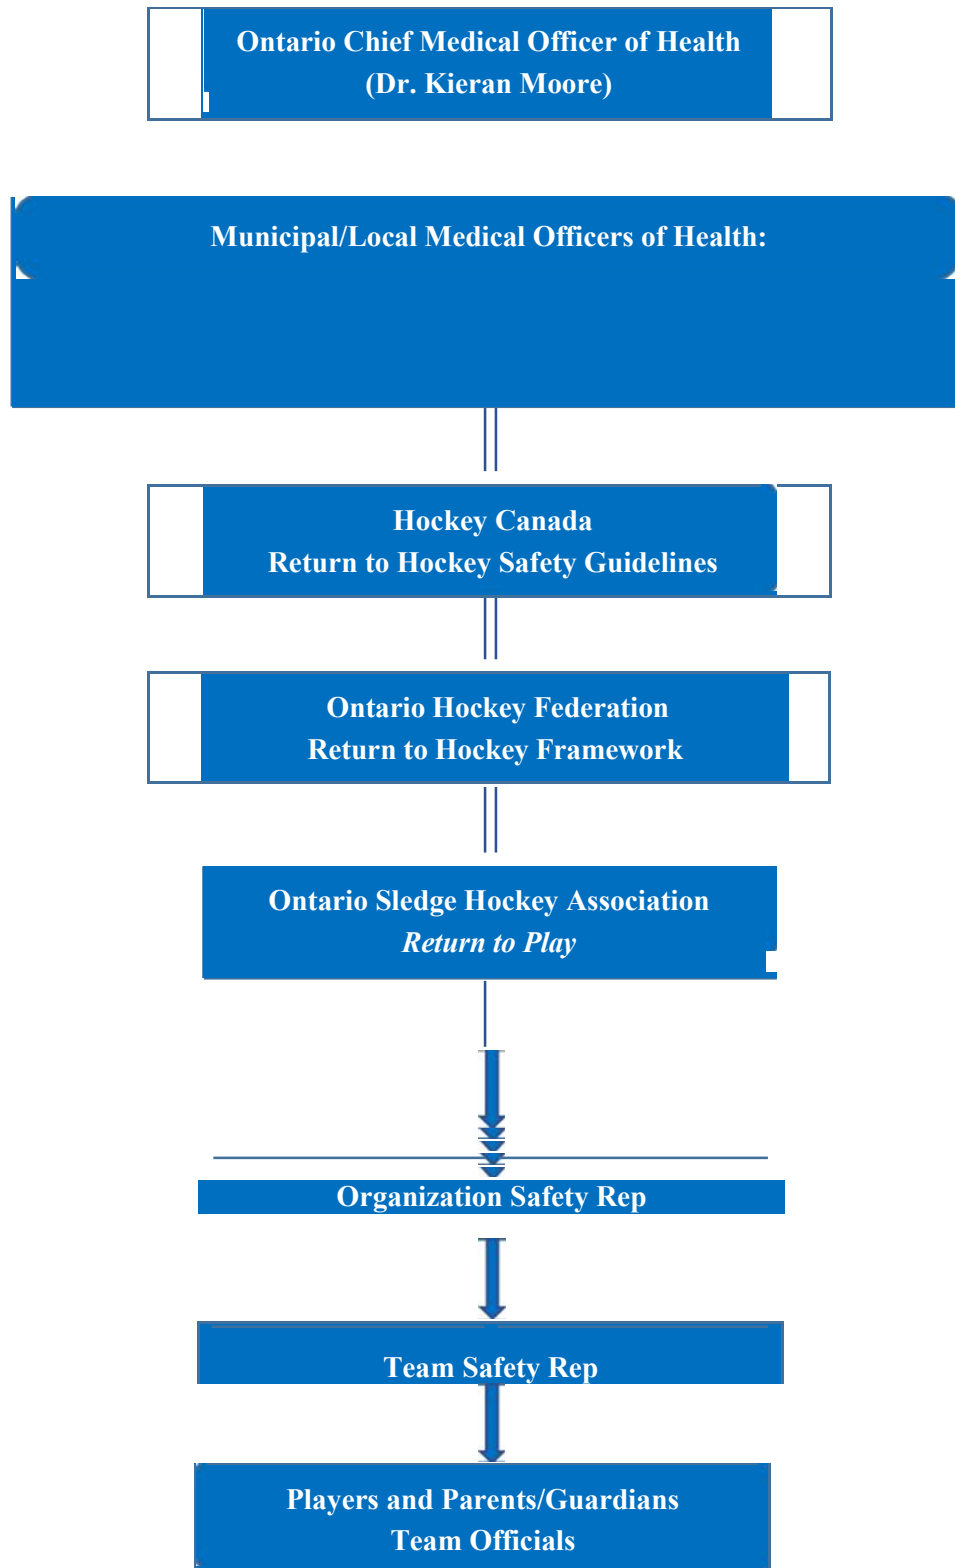 Ontario Chief Medical Officer of Health
(Dr. Kieran Moore)
Municipal/Local Medical Officers of Health:
Hockey Canada
Return to Hockey Safety Guidelines
Ontario Hockey Federation
Return to Hockey Framework
Ontario Sledge Hockey Association
Return to Play
Organization Safety Rep
Team Safety Rep
Players and Parents/Guardians
Team Officials